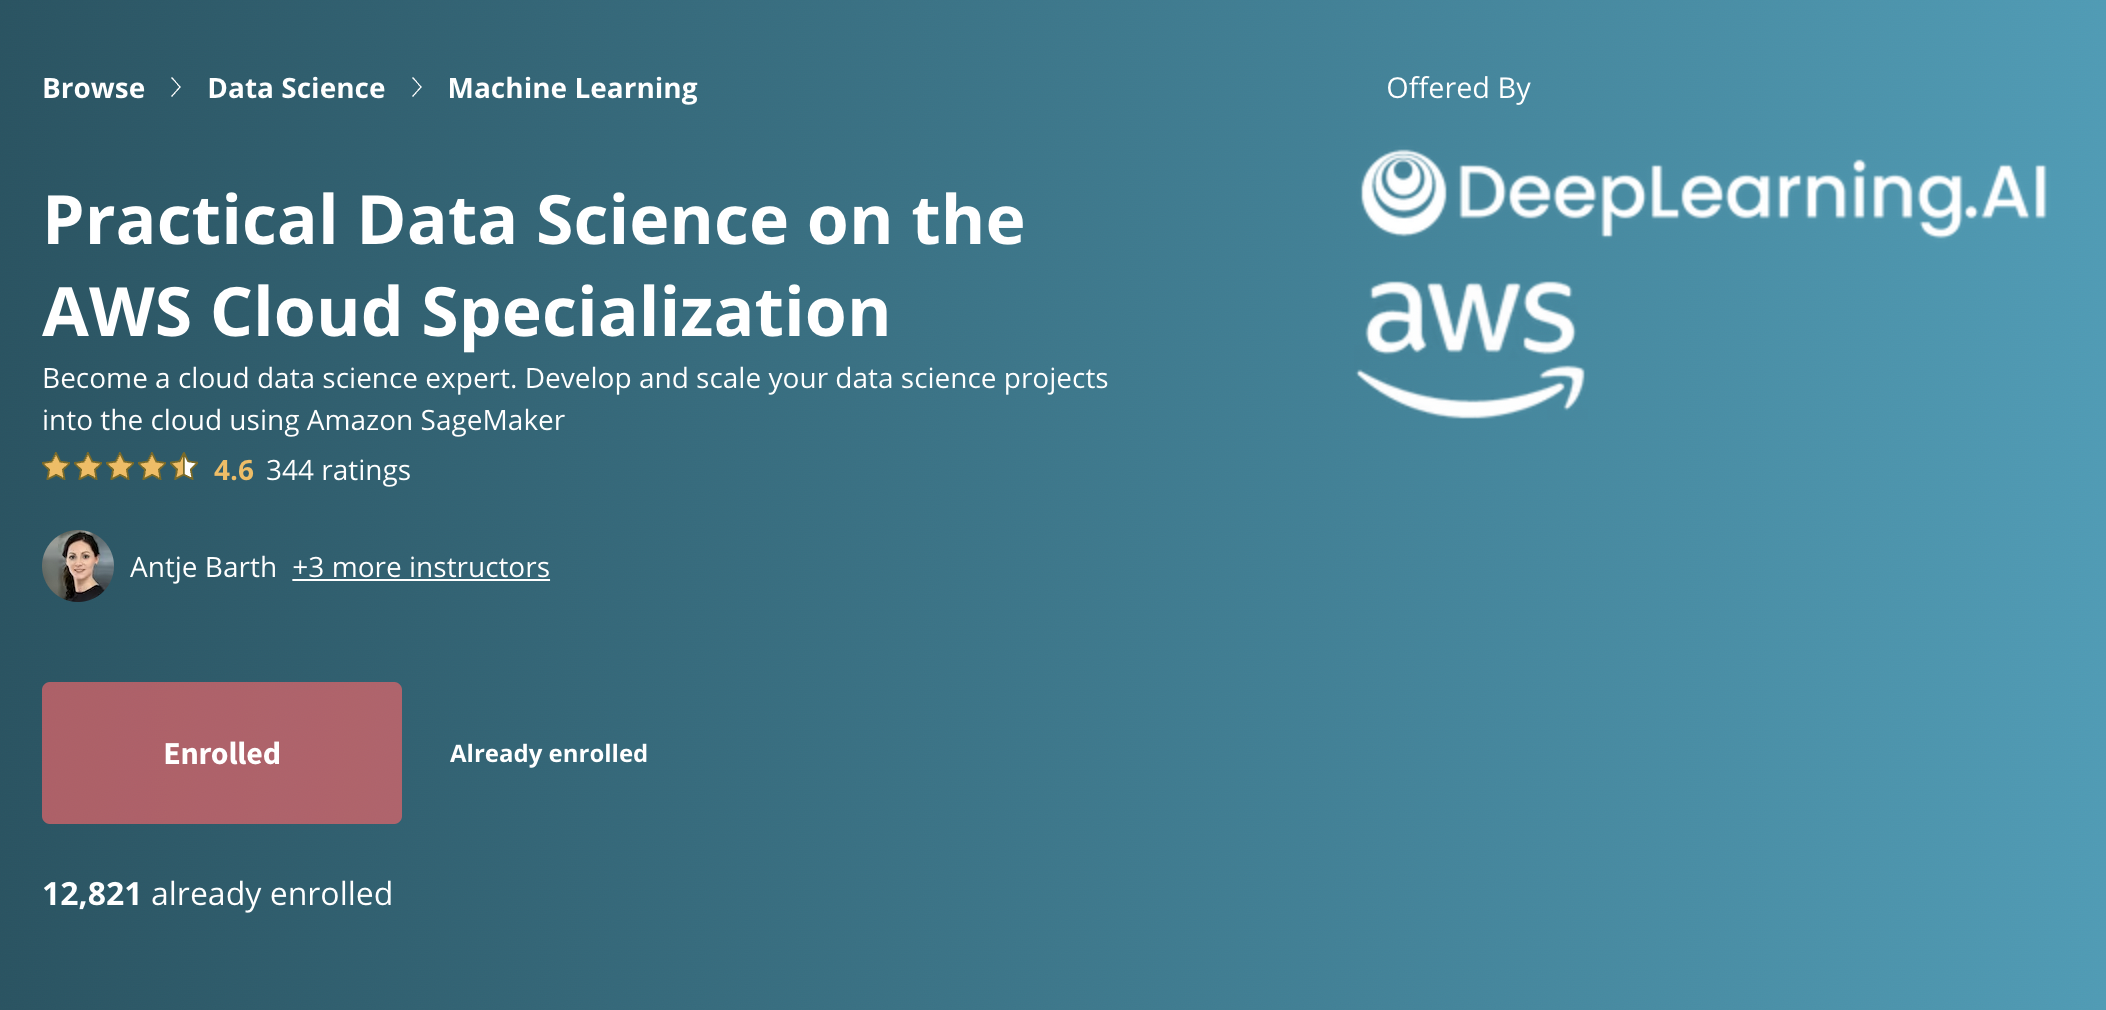 Browse > Data Science > Machine Learning
Offered By
DeepLearning.AI
aws
Practical Data Science on the
AWS Cloud Specialization
Become a cloud data science expert. Develop and scale your data science projects
into the cloud using Amazon SageMaker
4.6 344 ratings
Antje Barth +3 more instructors
Enrolled
Already enrolled
12,821 already enrolled